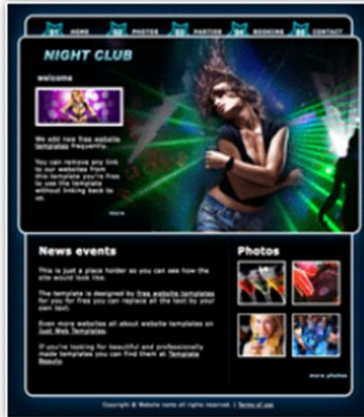 01 HOME 02 PHOTOS 03 PARTIES 04 BOOKING 05 CONTACT
NIGHT CLUB
welcome
We add new free website
templates frequently.
You can remove any link
to our websites from
this template you're free
to use the template
without linking back to
us.
more
News events
This is just a place holder so you can see how the
site would look like.
The template is designed by free website templates
for you for free you can replace all the text by your
own text.
Even more websites all about website templates on
Just Web Templates.
If you're looking for beautiful and professionally
made templates you can find them at Template
Beauty.
Photos
more photos
Copyright © Website name all rights reserved. | Terms of use